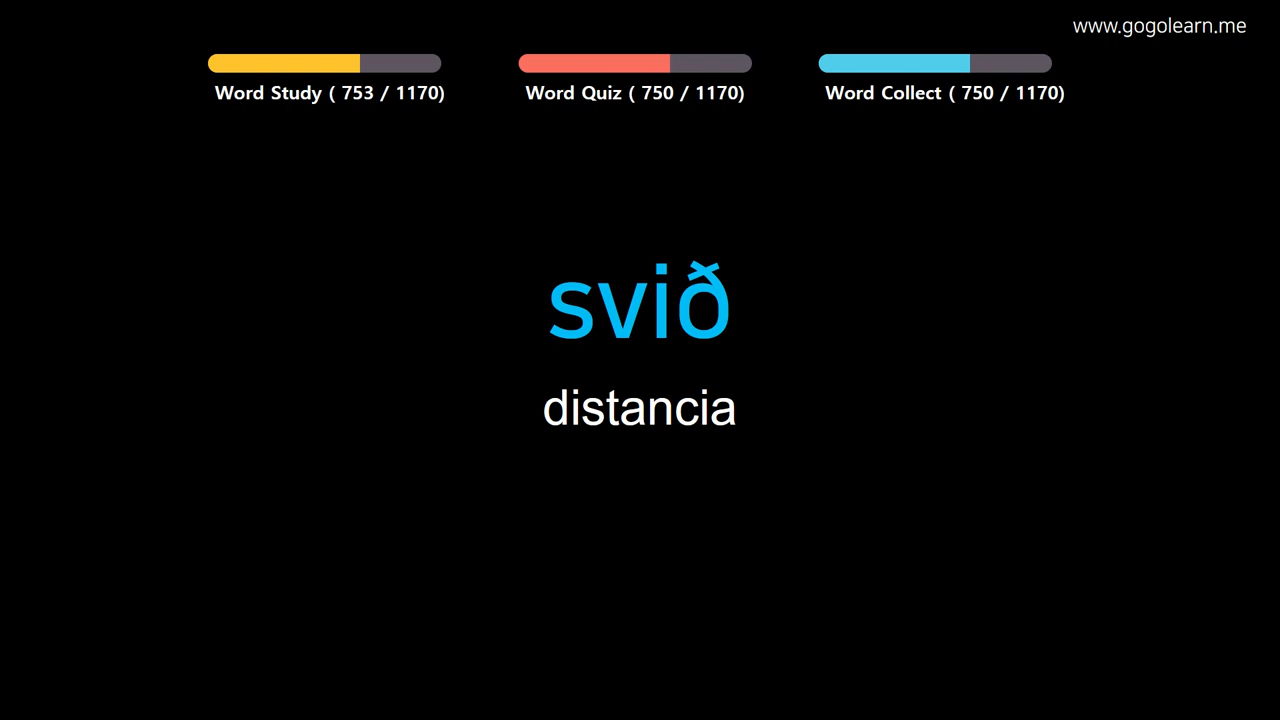 www.gogolearn.me
Word Study ( 753 / 1170)
Word Quiz ( 750 / 1170)
Word Collect ( 750 / 1170)
svið
distancia